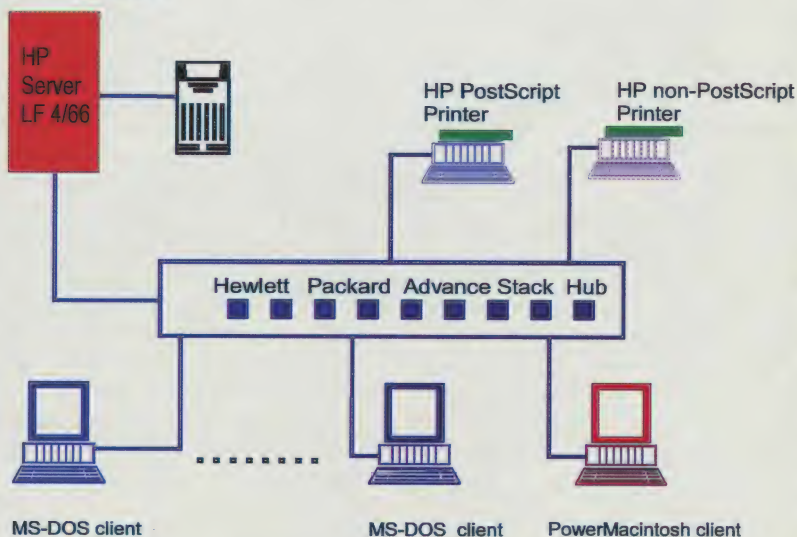 HP
Server
LF 4/66
HP PostScript
Printer
HP non-PostScript
Printer
Hewlett Packard Advance Stack Hub
MS-DOS client
MS-DOS client
PowerMacintosh client